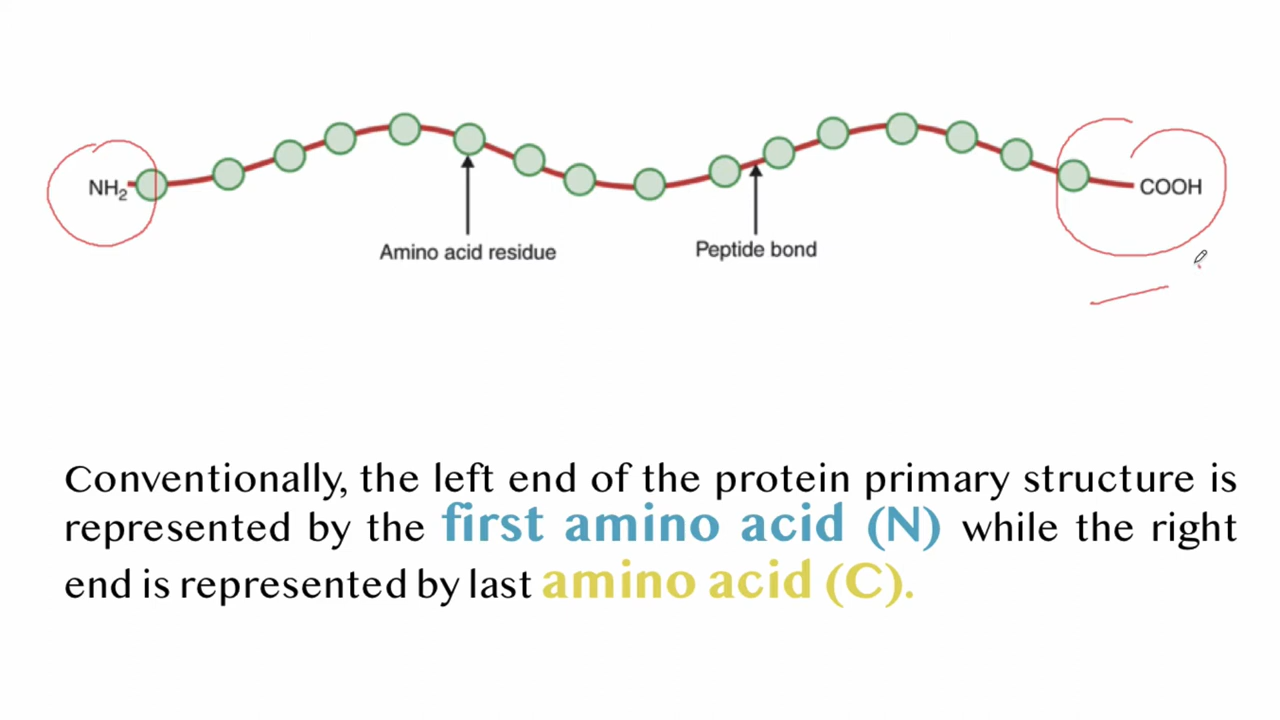 NH2
COOH
Amino acid residue
Peptide bond
Conventionally, the left end of the protein primary structure is
represented by the first amino acid (N) while the right
end is represented by last amino acid (C).